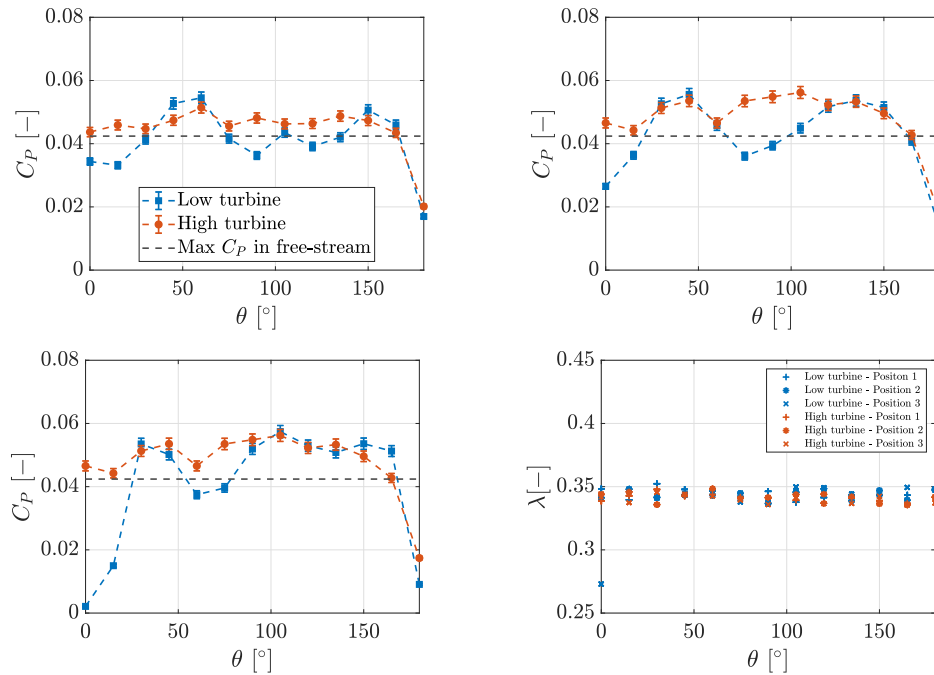 0.08
0.06
0.04
0.02
0
C_P [−]
Low turbine
High turbine
Max C_P in free-stream
0 50 100 150
θ [°]
0.08
0.06
0.04
0.02
0
C_P [−]
0 50 100 150
θ [°]
0.08
0.06
0.04
0.02
0
C_P [−]
0 50 100 150
θ [°]
0.45
0.4
0.35
0.3
0.25
λ[−]
Low turbine - Positon 1
Low turbine - Position 2
Low turbine - Position 3
High turbine - Positon 1
High turbine - Position 2
High turbine - Position 3
0 50 100 150
θ [°]